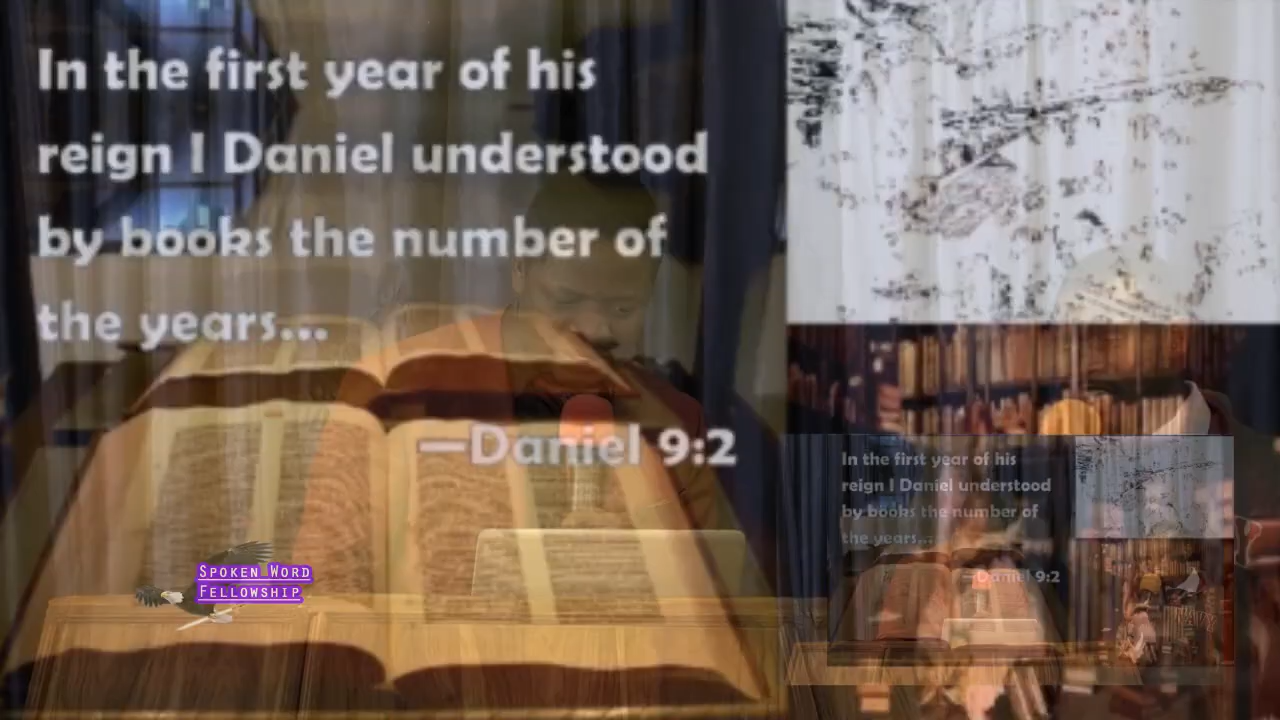 In the first year of his
reign I Daniel understood
by books the number of
the years...
—Daniel 9:2
Spoken Word
Fellowship
In the first year of his
reign I Daniel understood
by books the number of
the years...
—Daniel 9:2